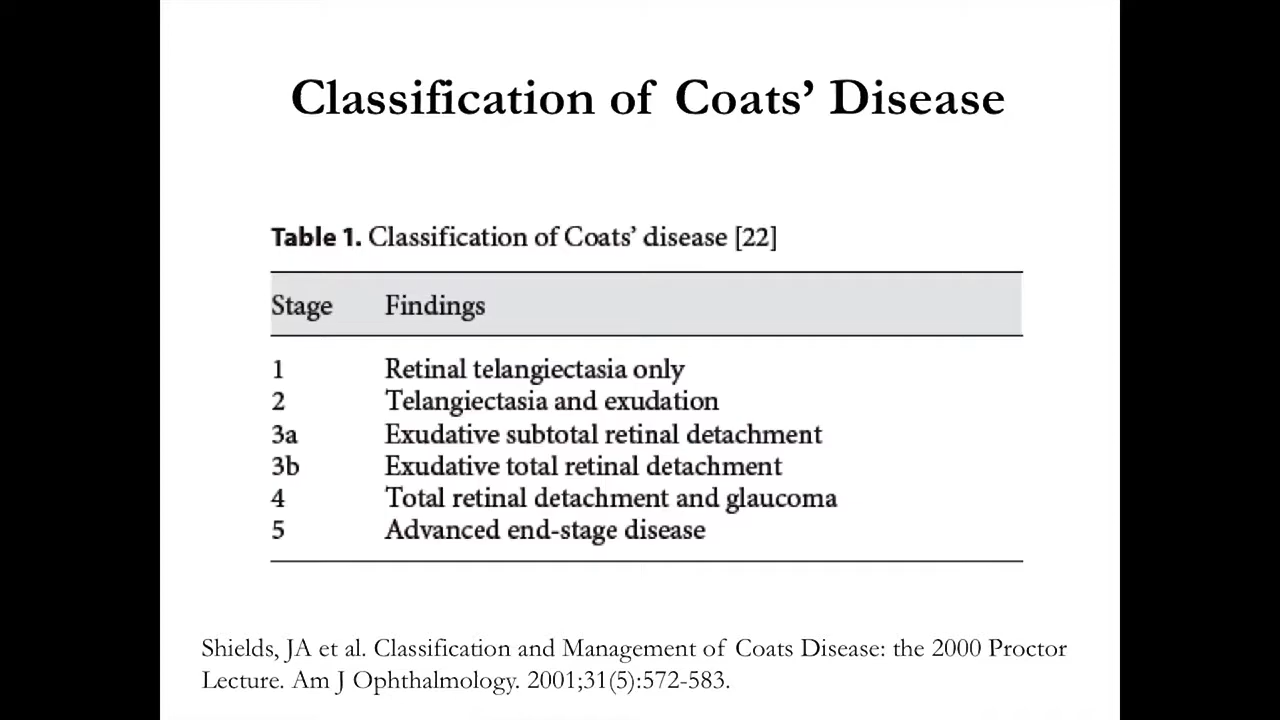 Classification of Coats’ Disease
Table 1. Classification of Coats’ disease [22]
Stage Findings
1 Retinal telangiectasia only
2 Telangiectasia and exudation
3a Exudative subtotal retinal detachment
3b Exudative total retinal detachment
4 Total retinal detachment and glaucoma
5 Advanced end-stage disease
Shields, JA et al. Classification and Management of Coats Disease: the 2000 Proctor
Lecture. Am J Ophthalmology. 2001;31(5):572-583.